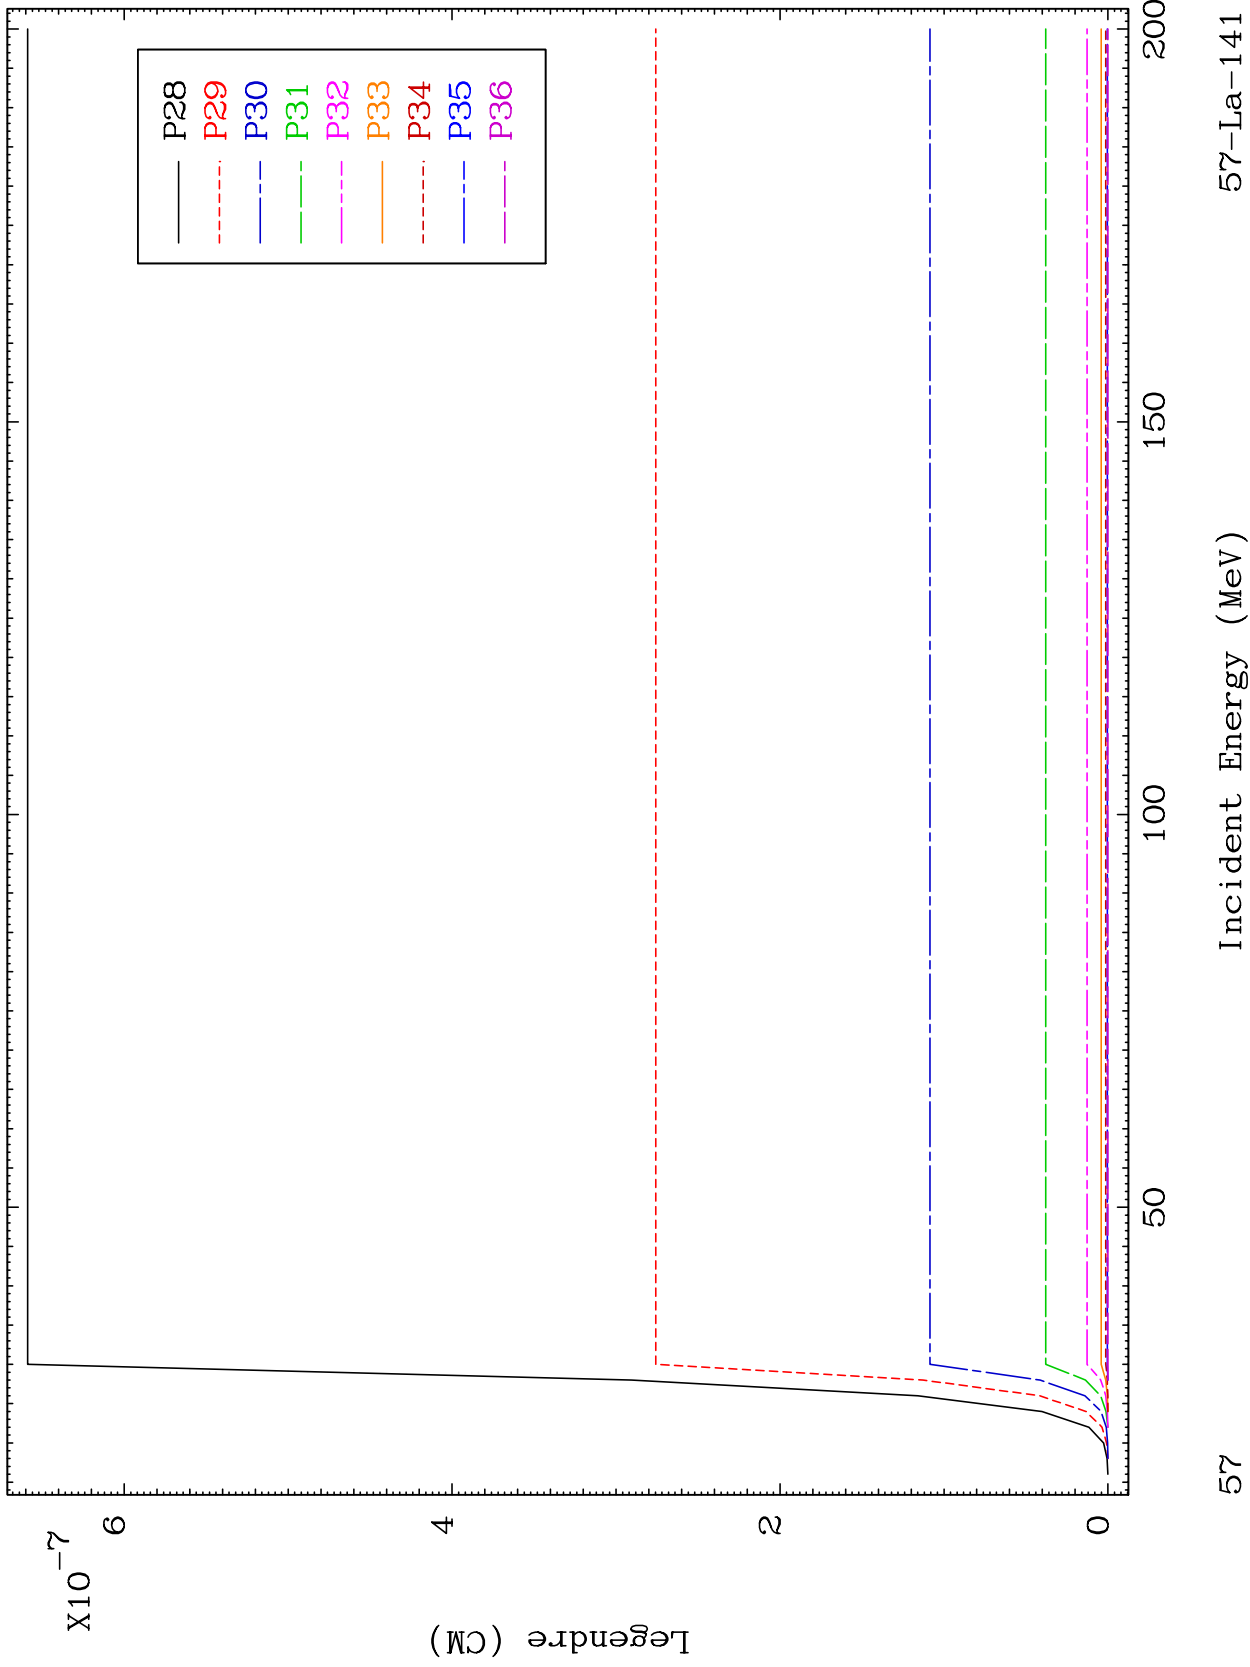 X10-7
Legendre (CM)
6
4
2
0
P28
P29
P30
P31
P32
P33
P34
P35
P36
50
100
150
200
Incident Energy (MeV)
57
57-La-141